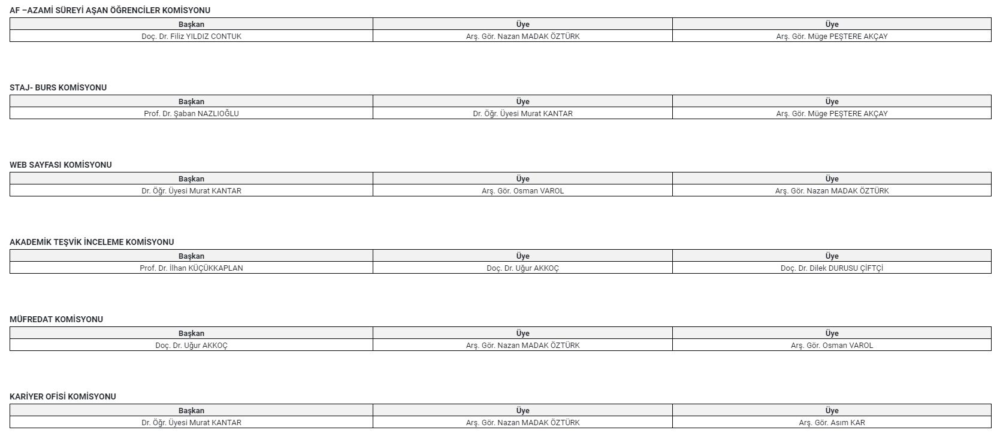 AF –AZAMİ SÜREYİ AŞAN ÖĞRENCİLER KOMİSYONU
Başkan Üye Üye
Doç. Dr. Filiz YILDIZ CONTUK Arş. Gör. Nazan MADAK ÖZTÜRK Arş. Gör. Müge PEŞTERE AKÇAY
STAJ- BURS KOMİSYONU
Başkan Üye Üye
Prof. Dr. Şaban NAZLIOĞLU Dr. Öğr. Üyesi Murat KANTAR Arş. Gör. Müge PEŞTERE AKÇAY
WEB SAYFASI KOMİSYONU
Başkan Üye Üye
Dr. Öğr. Üyesi Murat KANTAR Arş. Gör. Osman VAROL Arş. Gör. Nazan MADAK ÖZTÜRK
AKADEMİK TEŞVİK İNCELEME KOMİSYONU
Başkan Üye Üye
Prof. Dr. İlhan KÜÇÜKKAPLAN Doç. Dr. Uğur AKKOÇ Doç. Dr. Dilek DURUSU ÇİFTÇİ
MÜFREDAT KOMİSYONU
Başkan Üye Üye
Doç. Dr. Uğur AKKOÇ Arş. Gör. Nazan MADAK ÖZTÜRK Arş. Gör. Osman VAROL
KARİYER OFİSİ KOMİSYONU
Başkan Üye Üye
Dr. Öğr. Üyesi Murat KANTAR Arş. Gör. Nazan MADAK ÖZTÜRK Arş. Gör. Asım KAR